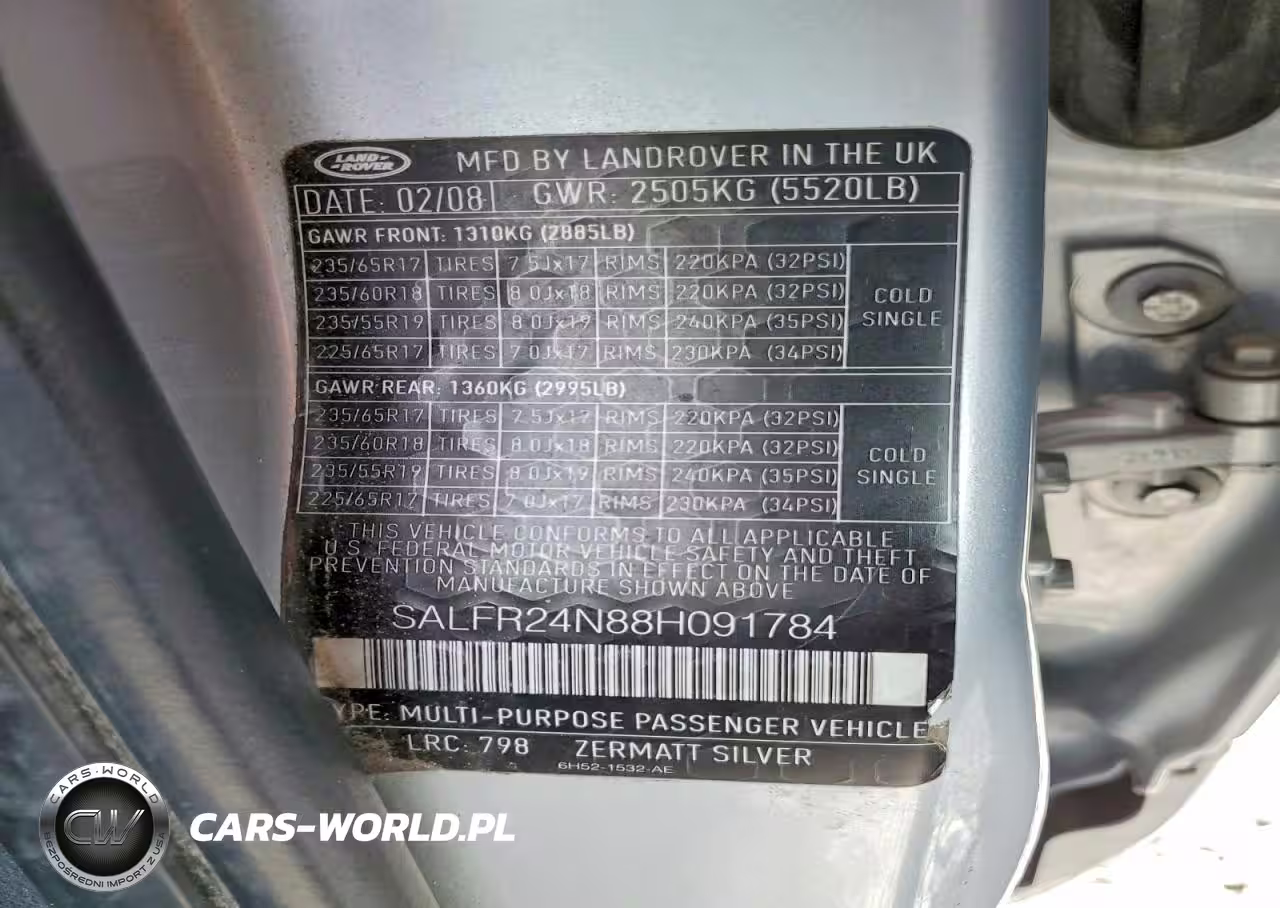 LAND ROVER MFD BY LANDROVER IN THE UK
DATE: 02/08 GWR: 2505KG (5520LB)
GAWR FRONT: 1310KG (2885LB)
235/65R17 TIRES 7.5Jx17 RIMS 220KPA (32PSI)
235/60R18 TIRES 8.0Jx18 RIMS 220KPA (32PSI)
235/55R19 TIRES 8.0Jx19 RIMS 240KPA (35PSI)
225/65R17 TIRES 7.0Jx17 RIMS 230KPA (34PSI)
COLD
SINGLE
GAWR REAR: 1360KG (2995LB)
235/65R17 TIRES 7.5Jx17 RIMS 220KPA (32PSI)
235/60R18 TIRES 8.0Jx18 RIMS 220KPA (32PSI)
235/55R19 TIRES 8.0Jx19 RIMS 240KPA (35PSI)
225/65R17 TIRES 7.0Jx17 RIMS 230KPA (34PSI)
COLD
SINGLE
THIS VEHICLE CONFORMS TO ALL APPLICABLE
U.S. FEDERAL MOTOR VEHICLE SAFETY AND THEFT
PREVENTION STANDARDS IN EFFECT ON THE DATE OF
MANUFACTURE SHOWN ABOVE
SALFR24N88H091784
YPE: MULTI-PURPOSE PASSENGER VEHICLE
LRC: 798 ZERMATT SILVER
6H52-1532-AE
CARS-WORLD
CW
BEZPOŚREDNI IMPORT Z USA
CARS-WORLD.PL